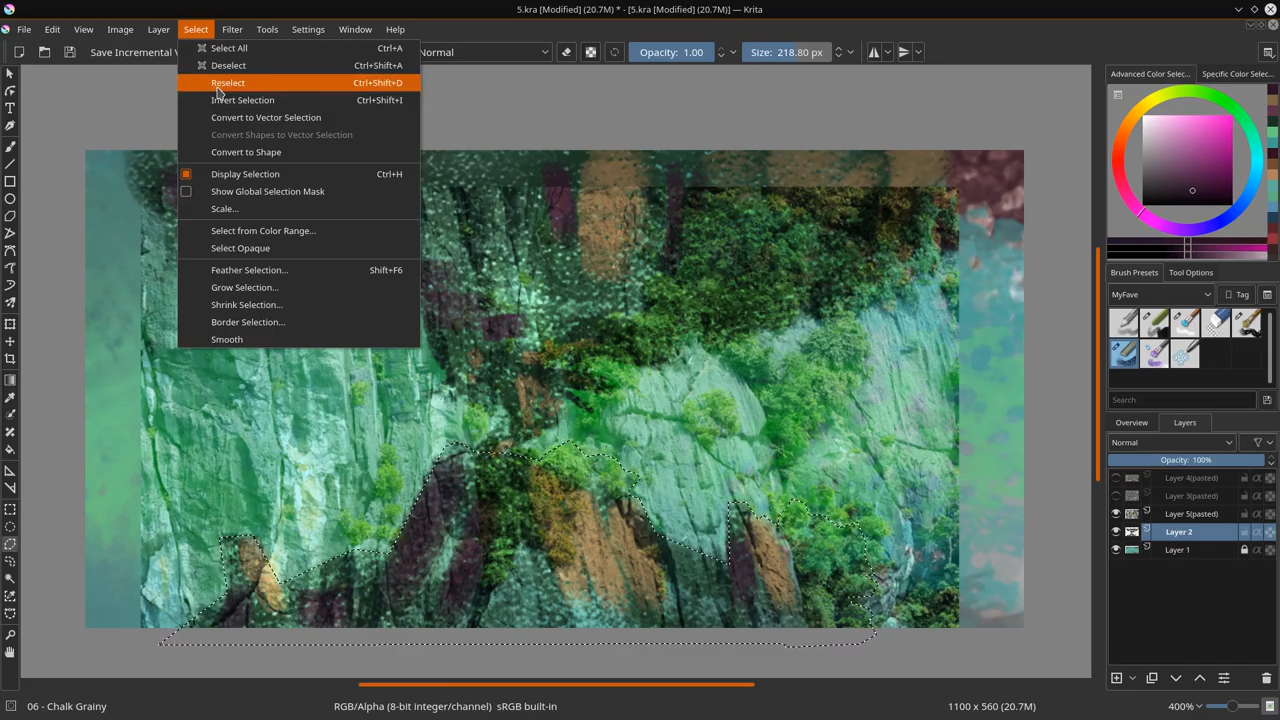 5.kra [Modified] (20.7M) * - [5.kra [Modified] (20.7M)] — Krita
File Edit View Image Layer Select Filter Tools Settings Window Help
Save Incremental Normal Opacity: 1.00 Size: 218.80 px
Select All Ctrl+A
Deselect Ctrl+Shift+A
Reselect Ctrl+Shift+D
Invert Selection Ctrl+Shift+I
Convert to Vector Selection
Convert Shapes to Vector Selection
Convert to Shape
Display Selection Ctrl+H
Show Global Selection Mask
Scale...
Select from Color Range...
Select Opaque
Feather Selection... Shift+F6
Grow Selection...
Shrink Selection...
Border Selection...
Smooth
Advanced Color Selec... Specific Color Selec...
Brush Presets Tool Options
MyFave Tag
Search
Overview Layers
Normal
Opacity: 100%
Layer 4(pasted)
Layer 3(pasted)
Layer 5(pasted)
Layer 2
Layer 1
06 - Chalk Grainy RGB/Alpha (8-bit integer/channel) sRGB built-in 1100 x 560 (20.7M) 400%